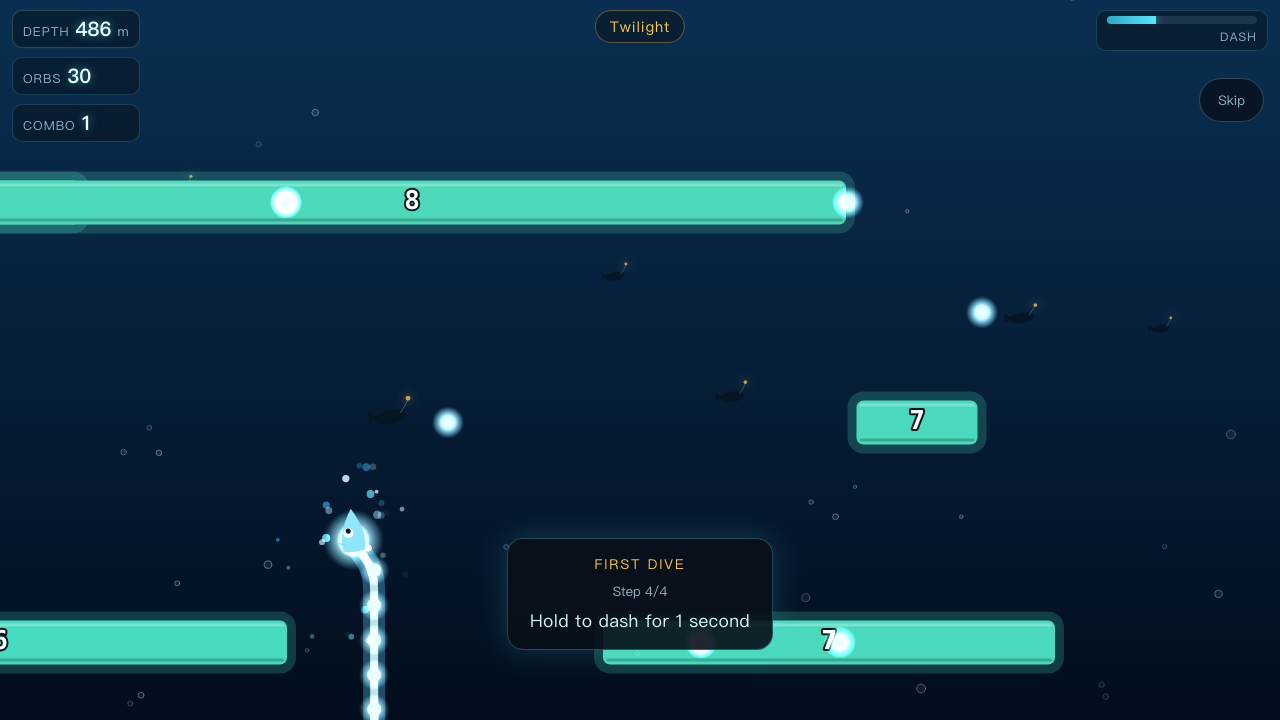 DEPTH 486 m
Twilight
DASH
ORBS 30
Skip
COMBO 1
8
7
FIRST DIVE
Step 4/4
Hold to dash for 1 second
7